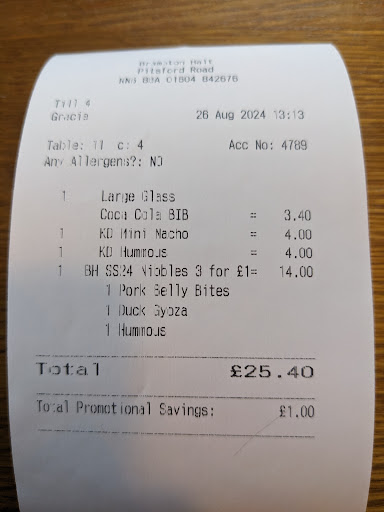 Brampton Halt
Pitsford Road
NN6 8BA 01604 842676
Till 4
Gracie
26 Aug 2024 13:13
Table: 11 c: 4 Acc No: 4789
Any Allergens?: NO
1 Large Glass
Coca Cola BIB = 3.40
1 KD Mini Nacho = 4.00
1 KD Hummous = 4.00
1 BH SS24 Nibbles 3 for £1= 14.00
1 Pork Belly Bites
1 Duck Gyoza
1 Hummous
Total £25.40
Total Promotional Savings: £1.00